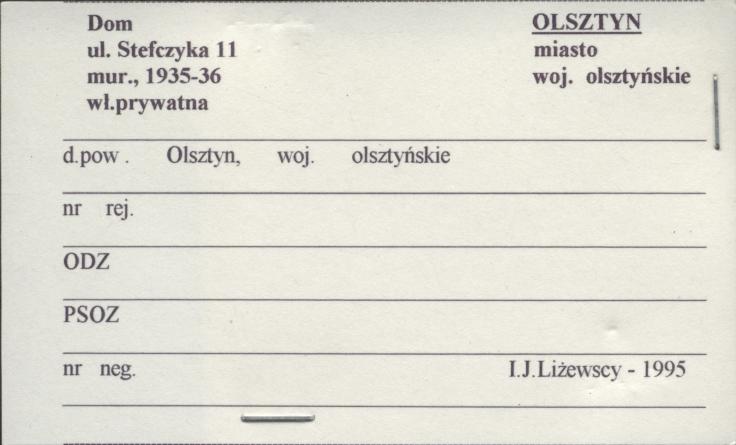 Dom
ul. Stefczyka 11
mur., 1935-36
wł.prywatna
OLSZTYN
miasto
woj. olsztyńskie
d.pow . Olsztyn, woj. olsztyńskie
nr rej.
ODZ
PSOZ
nr neg. I.J.Liżewscy - 1995